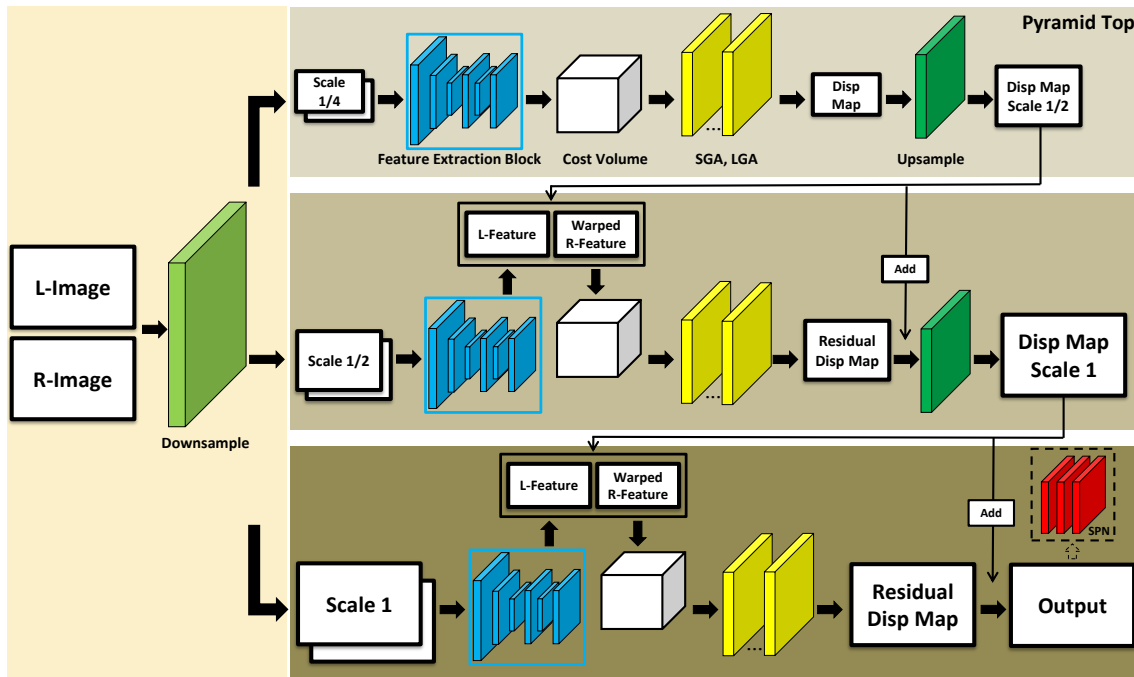 Pyramid Top
Scale
1/4
Feature Extraction Block
Cost Volume
...
SGA, LGA
Disp
Map
Upsample
Disp Map
Scale 1/2
L-Image
R-Image
Downsample
L-Feature
Warped
R-Feature
Add
Scale 1/2
...
Residual
Disp Map
Disp Map
Scale 1
L-Feature
Warped
R-Feature
Add
SPN
Scale 1
...
Residual
Disp Map
Output